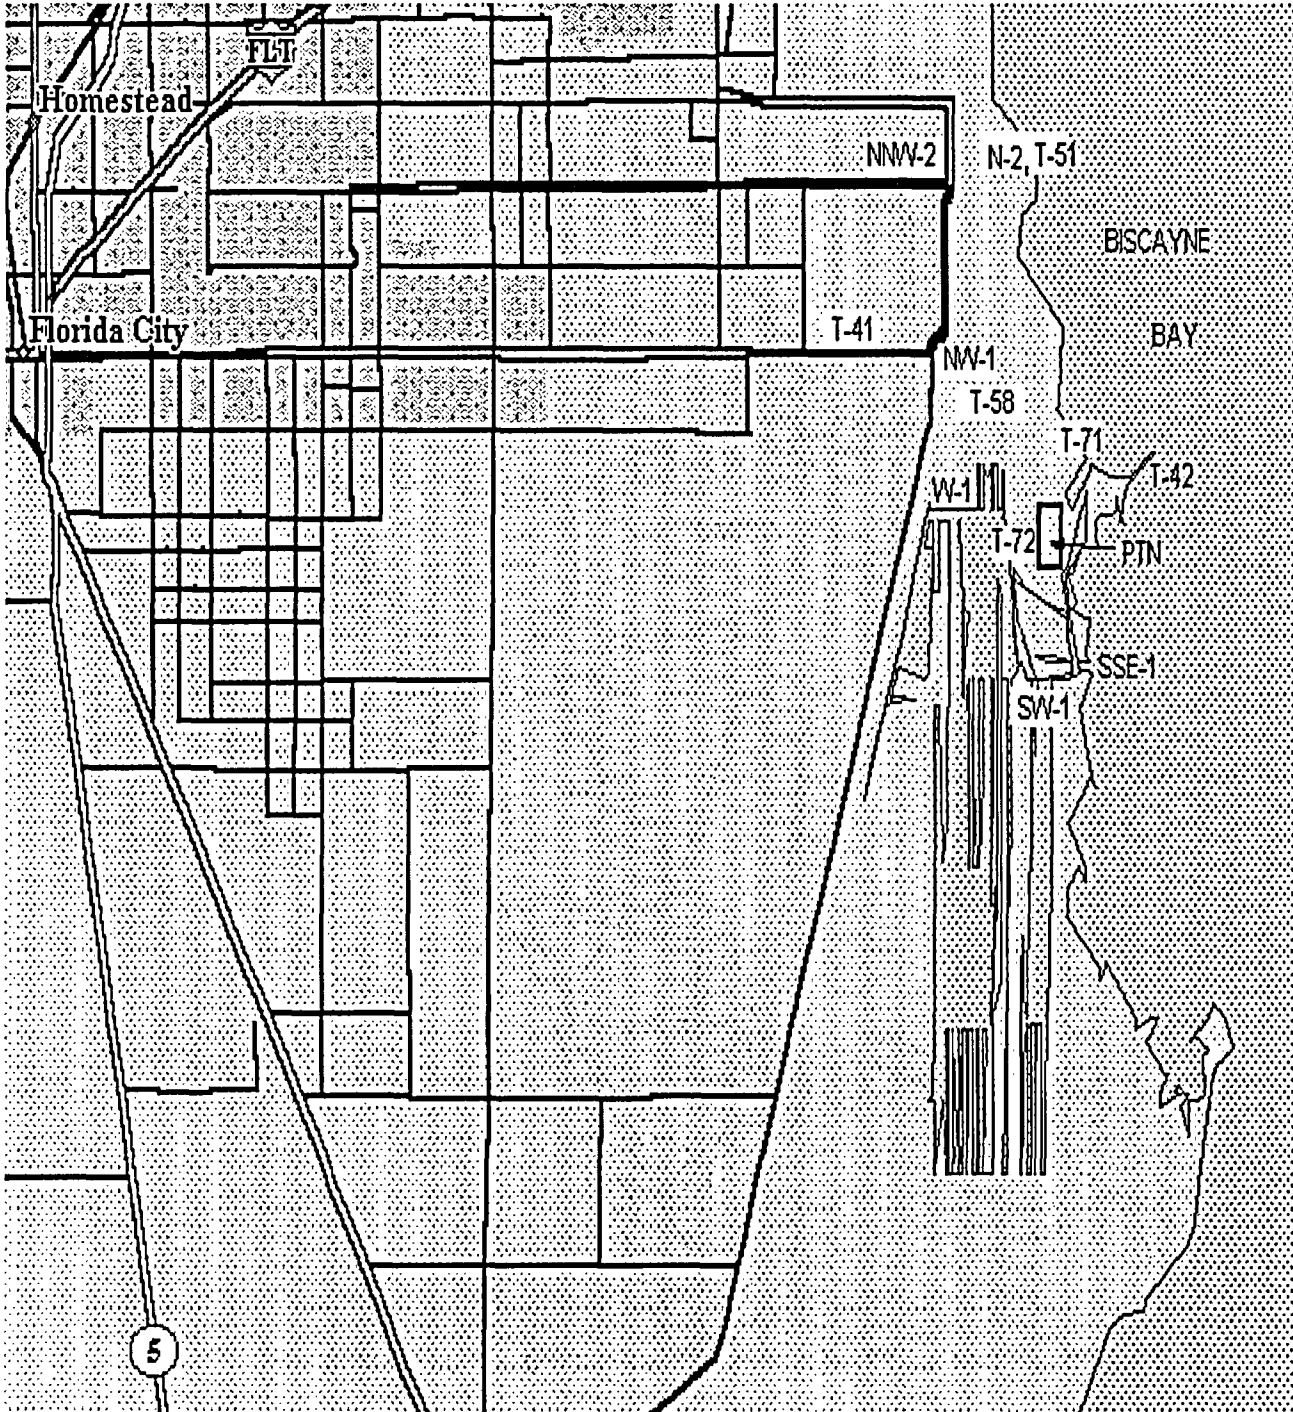 FLT
Homestead
NNW-2
N-2, T-51
BISCAYNE
Florida City
T-41
BAY
NW-1
T-58
T-71
T-42
W-1
T-72
PTN
SSE-1
SW-1
5